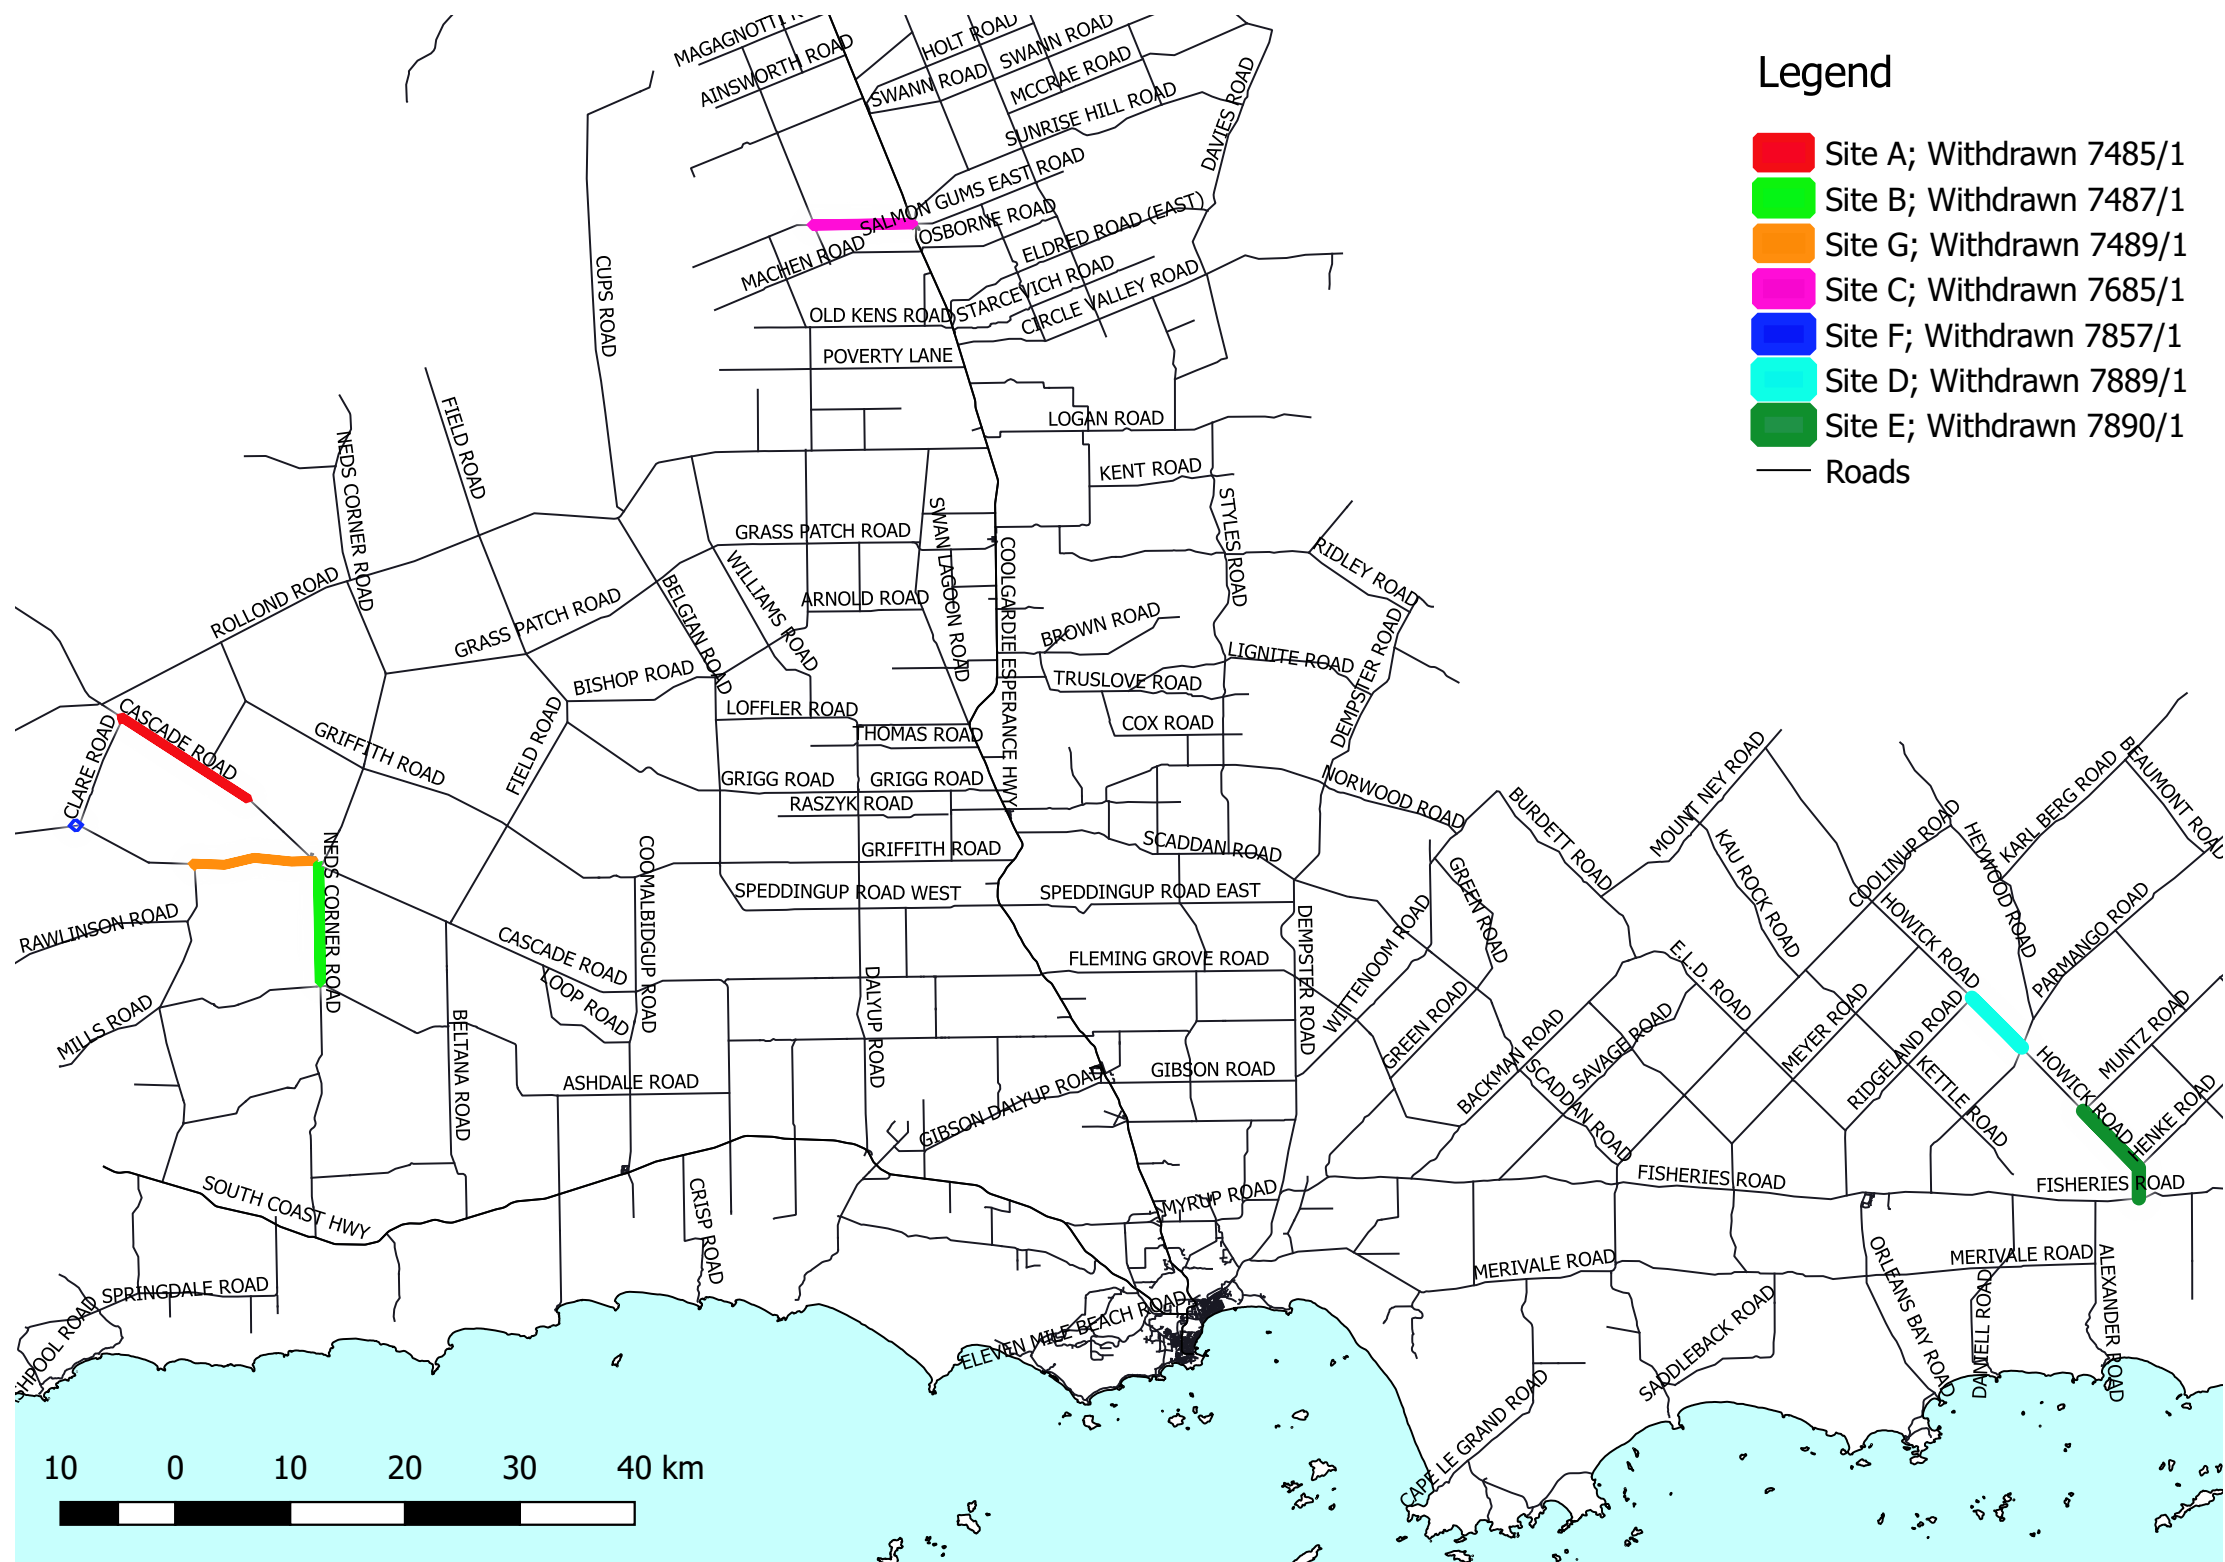 Legend
Site A; Withdrawn 7485/1
Site B; Withdrawn 7487/1
Site G; Withdrawn 7489/1
Site C; Withdrawn 7685/1
Site F; Withdrawn 7857/1
Site D; Withdrawn 7889/1
Site E; Withdrawn 7890/1
Roads
AINSWORTH ROAD
HOLT ROAD
SWANN ROAD
SWANN ROAD
MCCRAE ROAD
SUNRISE HILL ROAD
DAVIES ROAD
SALMON GUMS EAST ROAD
OSBORNE ROAD
ELDRED ROAD (EAST)
MACHEN ROAD
STARCEVICH ROAD
CIRCLE VALLEY ROAD
OLD KENS ROAD
CUPS ROAD
POVERTY LANE
LOGAN ROAD
FIELD ROAD
NEDS CORNER ROAD
KENT ROAD
STYLES ROAD
GRASS PATCH ROAD
SWAN LAGOON ROAD
COOLGARDIE ESPERANCE HWY
RIDLEY ROAD
WILLIAMS ROAD
BELGIAN ROAD
ARNOLD ROAD
ROLLOND ROAD
GRASS PATCH ROAD
BROWN ROAD
DEMPSTER ROAD
LIGNITE ROAD
BISHOP ROAD
TRUSLOVE ROAD
LOFFLER ROAD
COX ROAD
THOMAS ROAD
CASCADE ROAD
CLARE ROAD
GRIFFITH ROAD
FIELD ROAD
GRIGG ROAD
GRIGG ROAD
RASZYK ROAD
NORWOOD ROAD
BURDETT ROAD
MOUNT NEY ROAD
KARL BERG ROAD
BEAUMONT ROAD
SCADDAN ROAD
GRIFFITH ROAD
KAU ROCK ROAD
COOLINUP ROAD
HEYWOOD ROAD
NEDS CORNER ROAD
COOMALBIDGUP ROAD
SPEDDINGUP ROAD WEST
SPEDDINGUP ROAD EAST
GREEN ROAD
WITTENOOM ROAD
HOWICK ROAD
PARMANGO ROAD
RAWLINSON ROAD
CASCADE ROAD
LOOP ROAD
FLEMING GROVE ROAD
DEMPSTER ROAD
E.L.D. ROAD
DALYUP ROAD
GREEN ROAD
BACKMAN ROAD
SAVAGE ROAD
MEYER ROAD
RIDGELAND ROAD
MUNTZ ROAD
MILLS ROAD
BELTANA ROAD
ASHDALE ROAD
GIBSON DALYUP ROAD
GIBSON ROAD
SCADDAN ROAD
KETTLE ROAD
HOWICK ROAD
HENKE ROAD
SOUTH COAST HWY
CRISP ROAD
MYRUP ROAD
FISHERIES ROAD
FISHERIES ROAD
MERIVALE ROAD
MERIVALE ROAD
ORLEANS BAY ROAD
DANIELL ROAD
ALEXANDER ROAD
SPRINGDALE ROAD
ELEVEN MILE BEACH ROAD
SADDLEBACK ROAD
CAPE LE GRAND ROAD
10 0 10 20 30 40 km